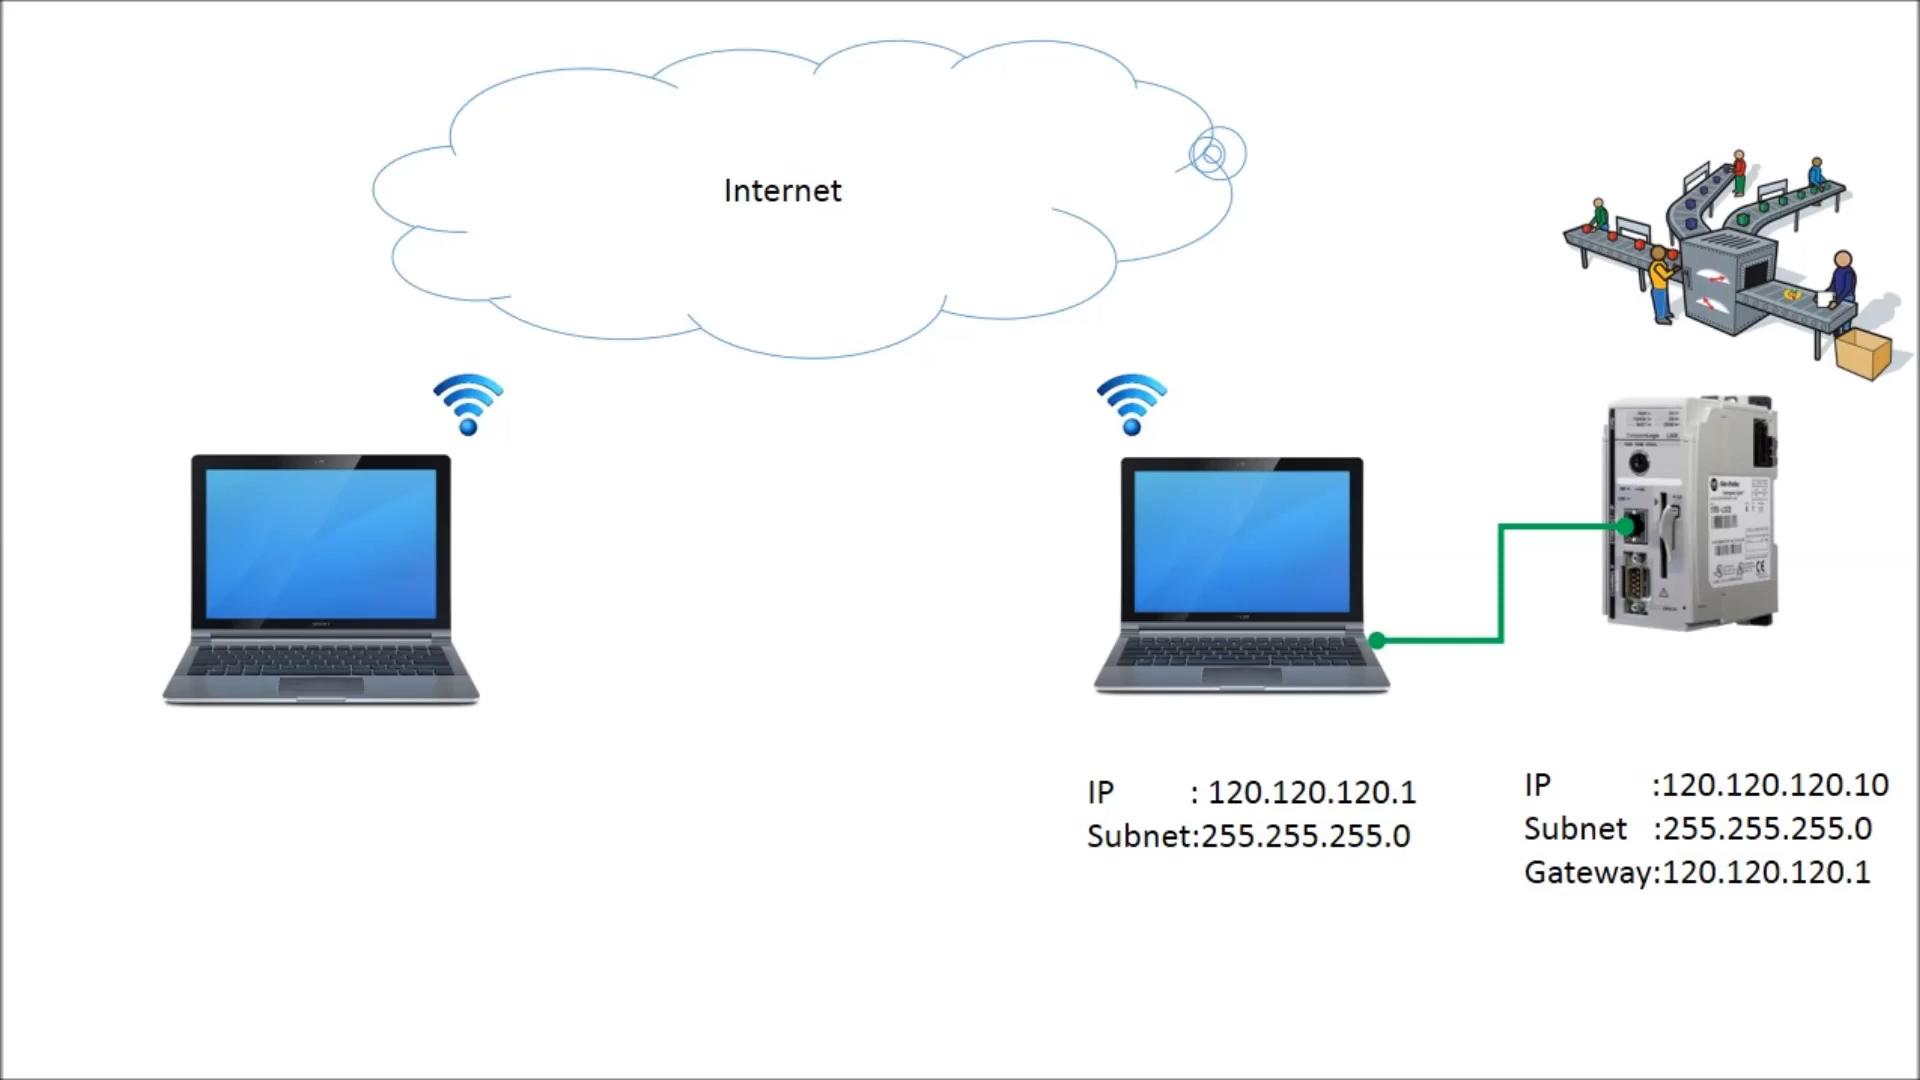 Internet
IP : 120.120.120.1
Subnet:255.255.255.0
IP :120.120.120.10
Subnet :255.255.255.0
Gateway:120.120.120.1